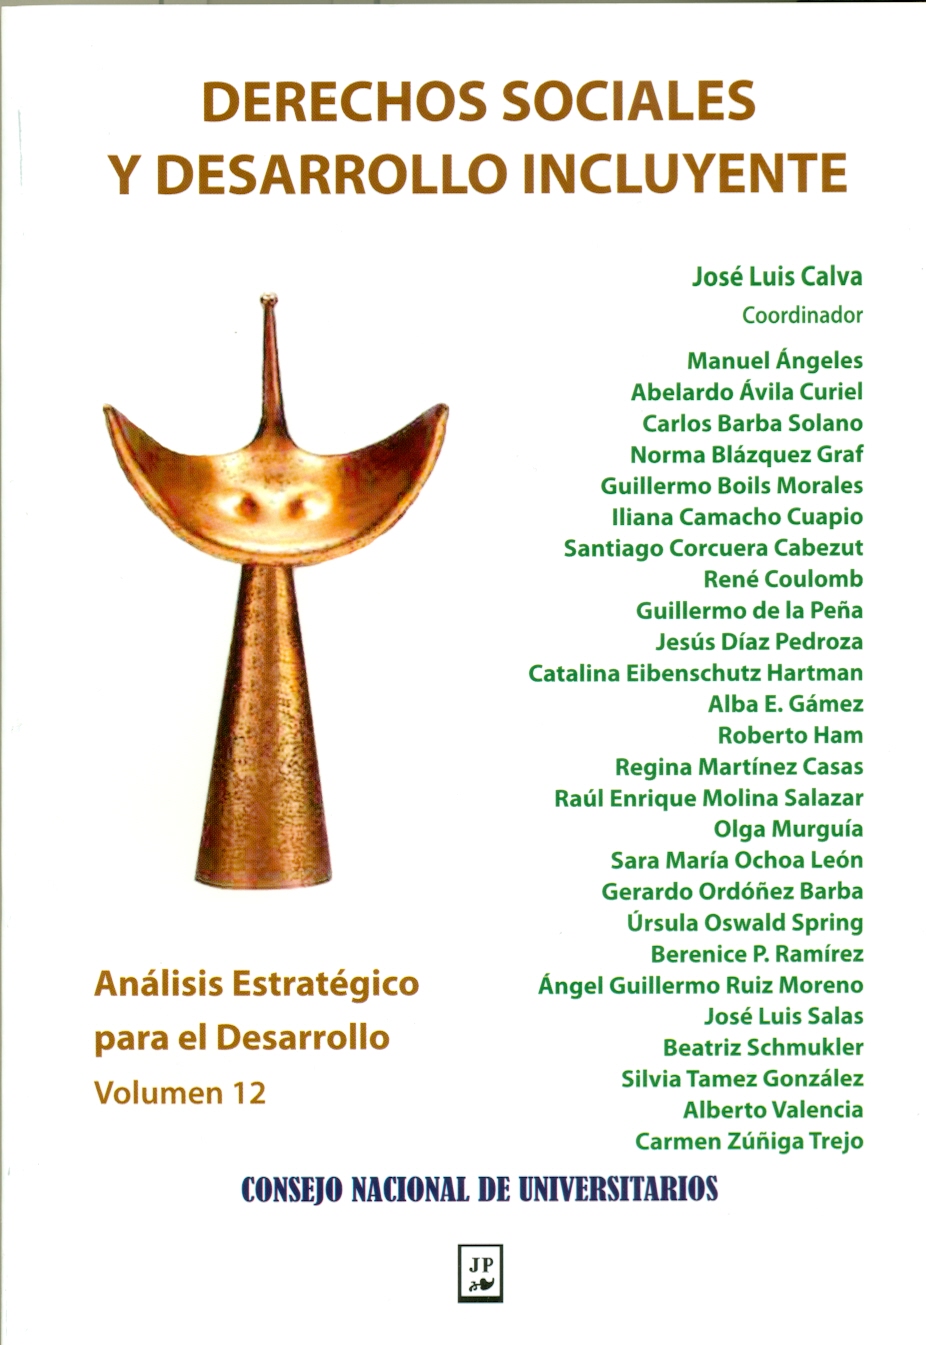 DERECHOS SOCIALES
Y DESARROLLO INCLUYENTE
José Luis Calva
Coordinador
Manuel Ángeles
Abelardo Ávila Curiel
Carlos Barba Solano
Norma Blázquez Graf
Guillermo Boils Morales
Iliana Camacho Cuapio
Santiago Corcuera Cabezut
René Coulomb
Guillermo de la Peña
Jesús Díaz Pedroza
Catalina Eibenschutz Hartman
Alba E. Gámez
Roberto Ham
Regina Martínez Casas
Raúl Enrique Molina Salazar
Olga Murguía
Sara María Ochoa León
Gerardo Ordóñez Barba
Úrsula Oswald Spring
Berenice P. Ramírez
Ángel Guillermo Ruiz Moreno
José Luis Salas
Beatriz Schmukler
Silvia Tamez González
Alberto Valencia
Carmen Zúñiga Trejo
Análisis Estratégico
para el Desarrollo
Volumen 12
CONSEJO NACIONAL DE UNIVERSITARIOS
JP